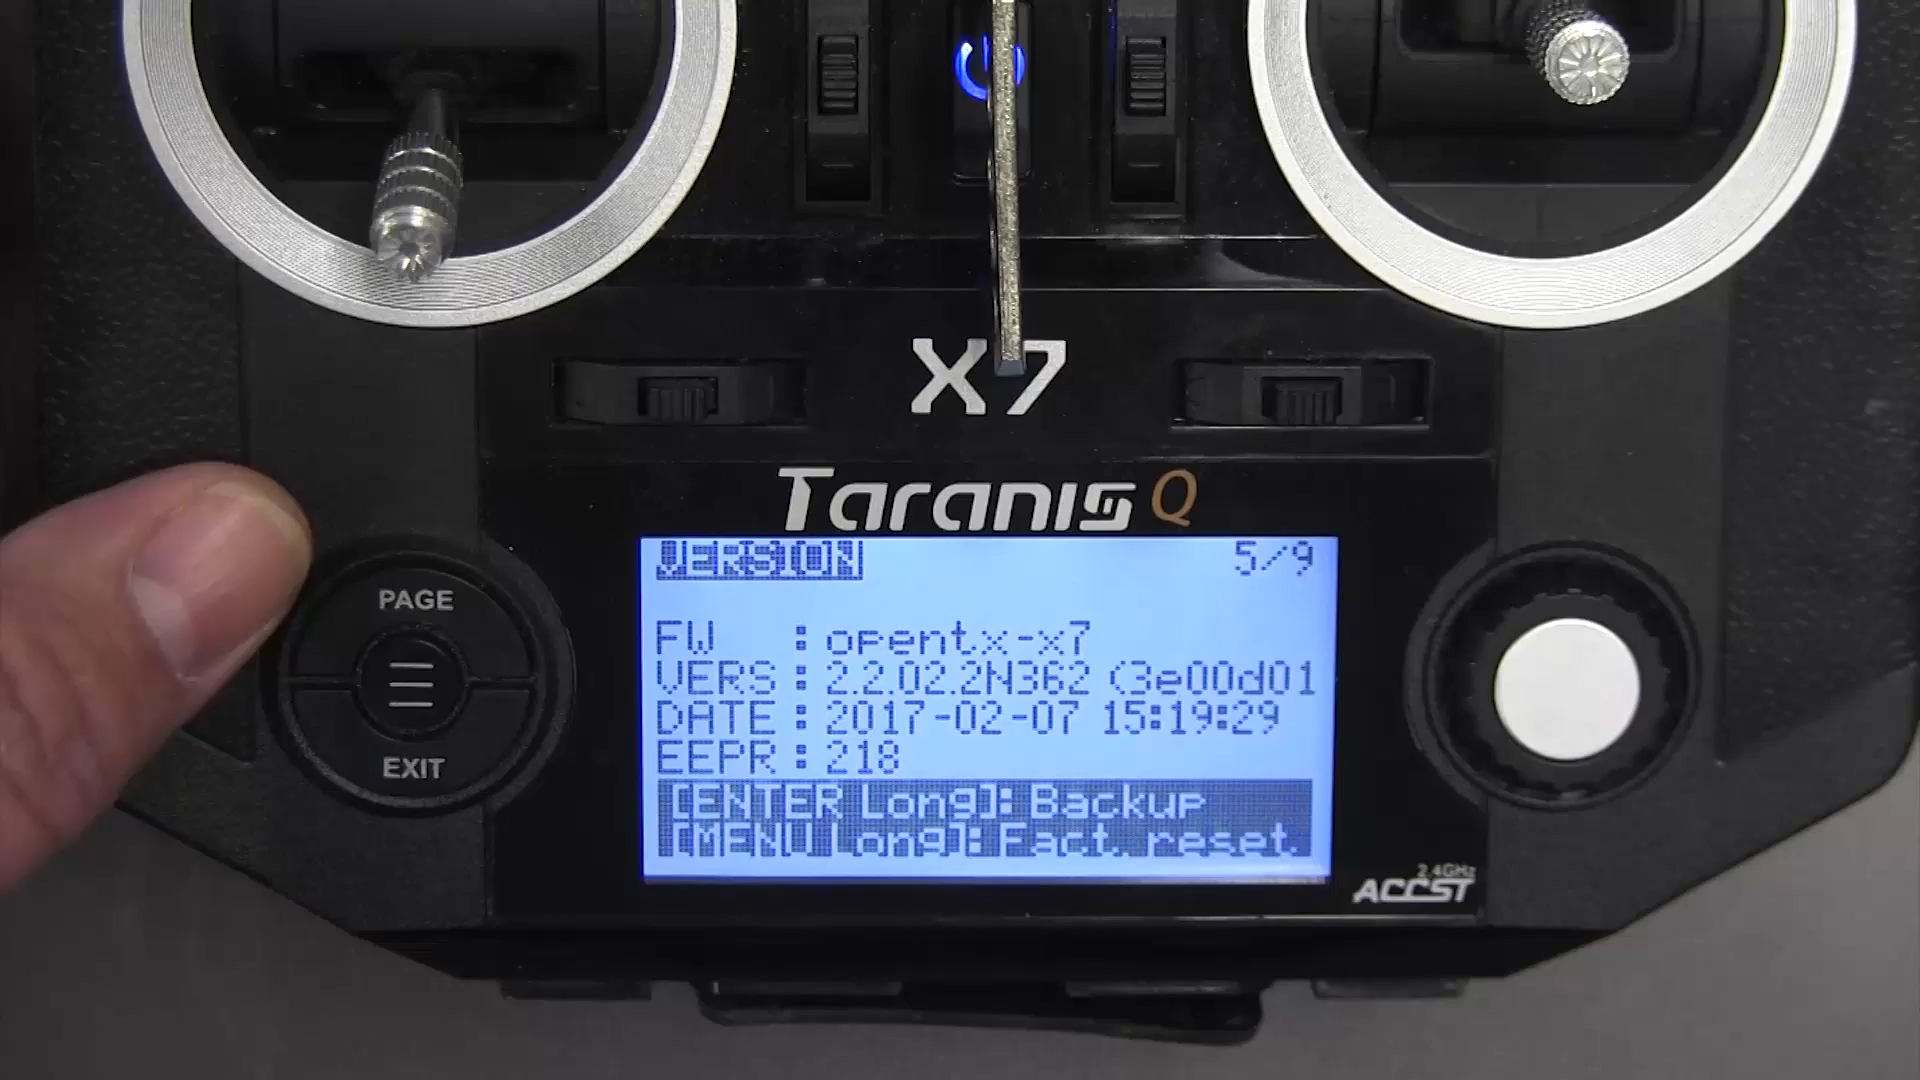 X7
Taranis Q
VERSION 5/9
FW : opentx-x7
VERS : 2.2.02.2N362 (3e00d01
DATE : 2017-02-07 15:19:29
EEPR : 218
[ENTER Long]: Backup
[MENU Long]: Fact. reset
PAGE
EXIT
2.4GHz
ACCST